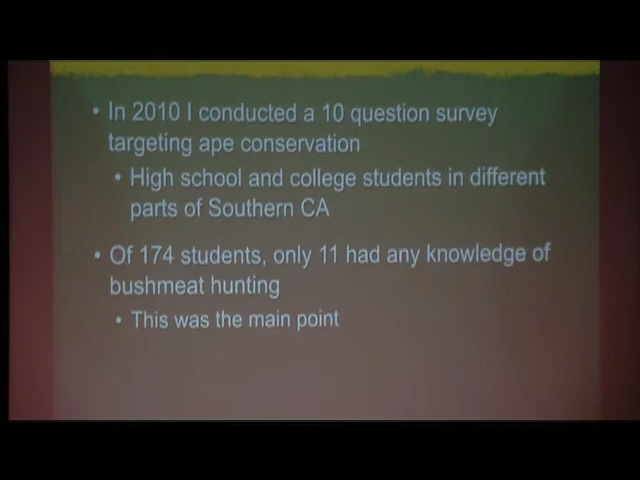 • In 2010 I conducted a 10 question survey
targeting ape conservation
• High school and college students in different
parts of Southern CA
• Of 174 students, only 11 had any knowledge of
bushmeat hunting
• This was the main point